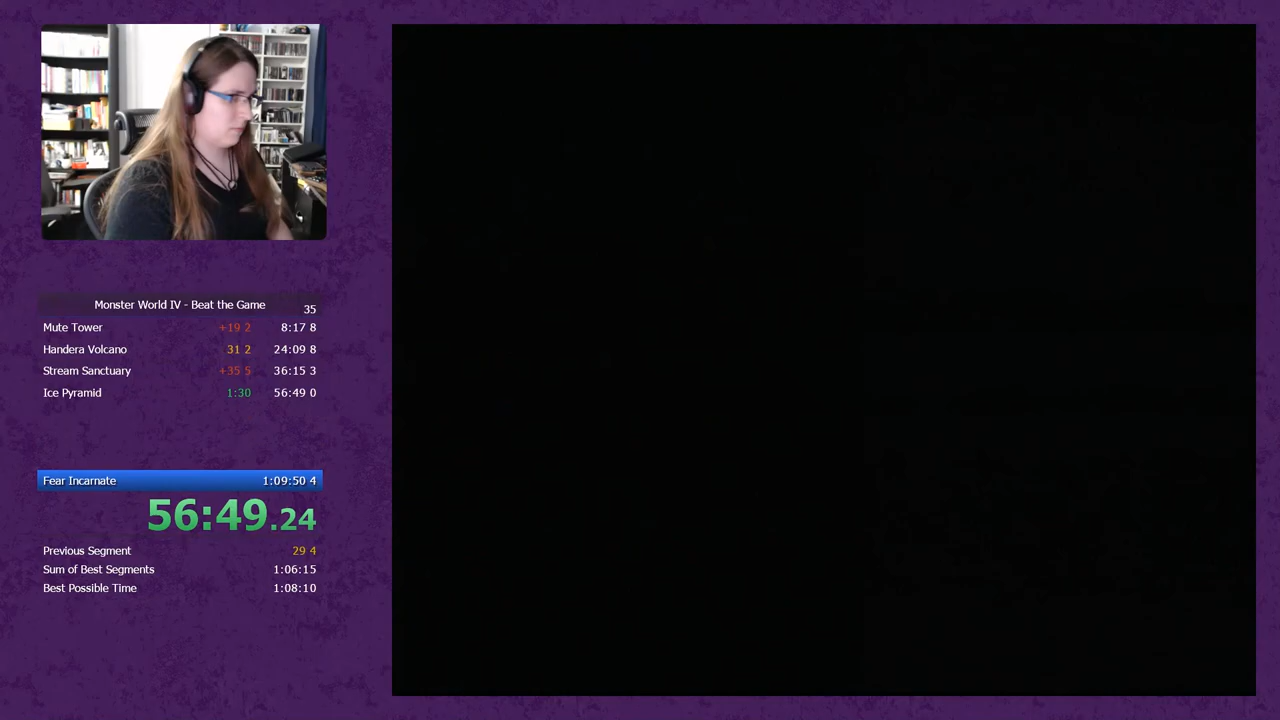 Monster World IV - Beat the Game 35
Mute Tower +19 2 8:17 8
Handera Volcano 31 2 24:09 8
Stream Sanctuary +35 5 36:15 3
Ice Pyramid 1:30 56:49 0
Fear Incarnate 1:09:50 4
56:49.24
Previous Segment 29 4
Sum of Best Segments 1:06:15
Best Possible Time 1:08:10